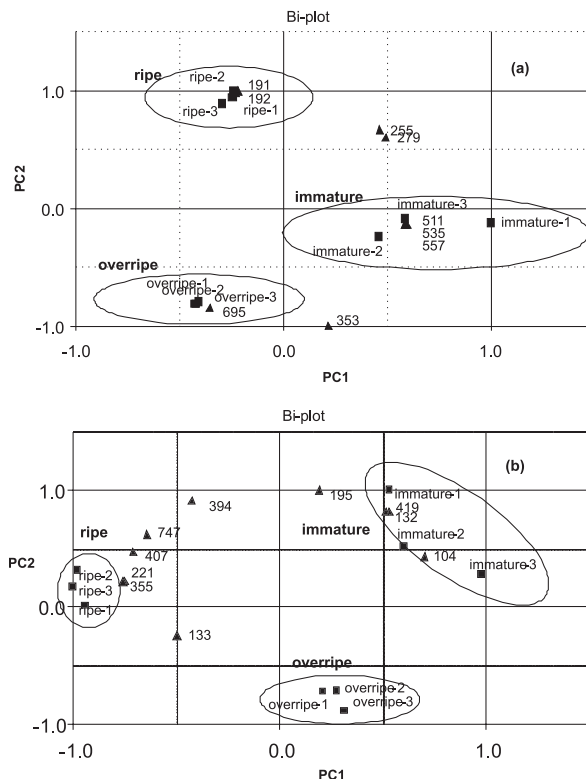 Bi-plot
(a)
ripe
ripe-2
191
1.0
192
ripe-3
ripe-1
255
279
PC2
immature
0.0
immature-3
511
immature-1
535
immature-2
557
overripe
overripe-1
overripe-2
overripe-3
695
353
-1.0
-1.0
0.0
1.0
PC1
Bi-plot
(b)
1.0
394
195
immature-1
419
132
ripe
747
immature
immature-2
PC2
407
104
ripe-2
221
immature-3
ripe-3
355
0.0
ripe-1
133
overripe
overripe-2
overripe-1
overripe-3
-1.0
-1.0
0.0
1.0
PC1